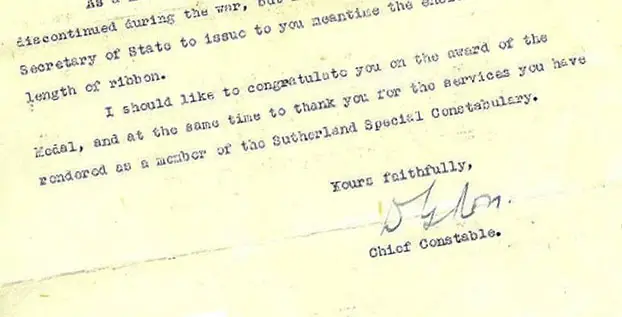 As a
discontinued during the war, but
Secretary of State to issue to you meantime the
length of ribbon.
I should like to congratulate you on the award of the
Medal, and at the same time to thank you for the services you have
rendered as a member of the Sutherland Special Constabulary.
Yours faithfully,
Chief Constable.